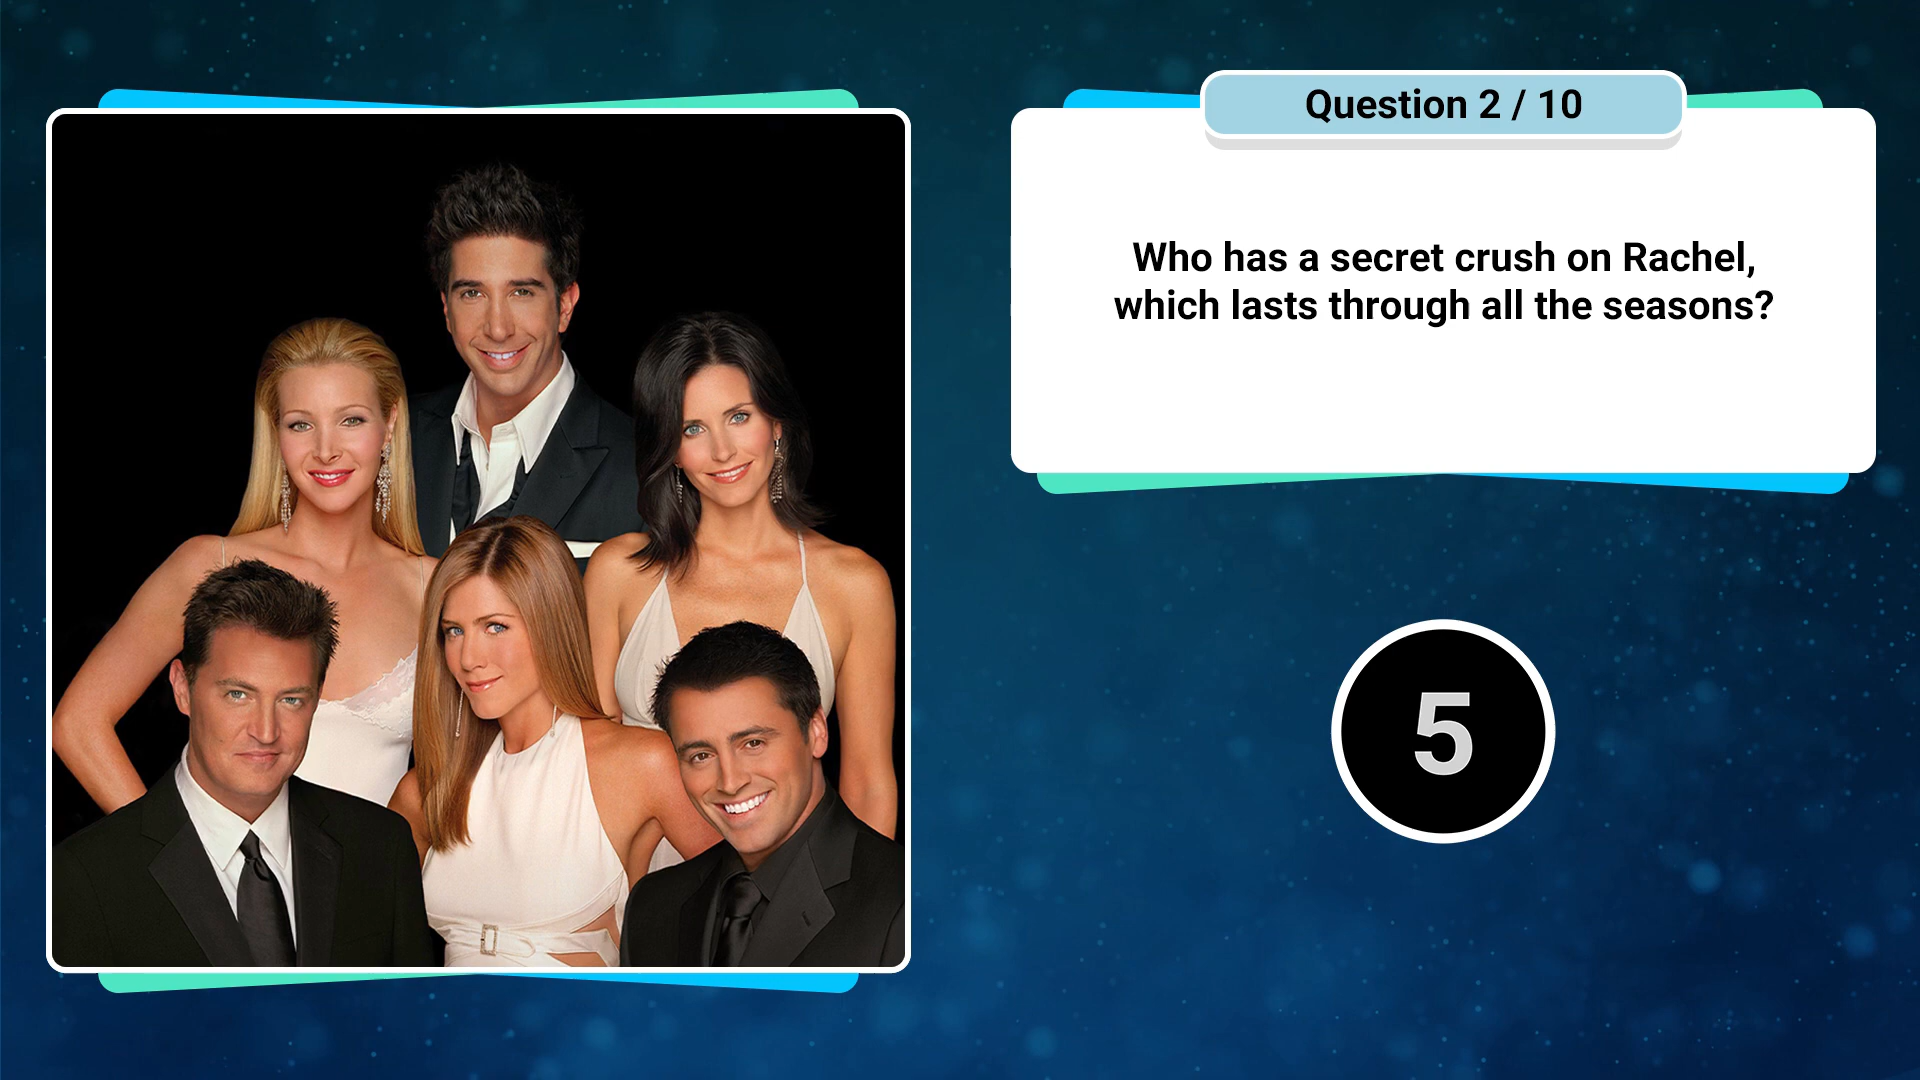 Question 2 / 10
Who has a secret crush on Rachel,
which lasts through all the seasons?
5